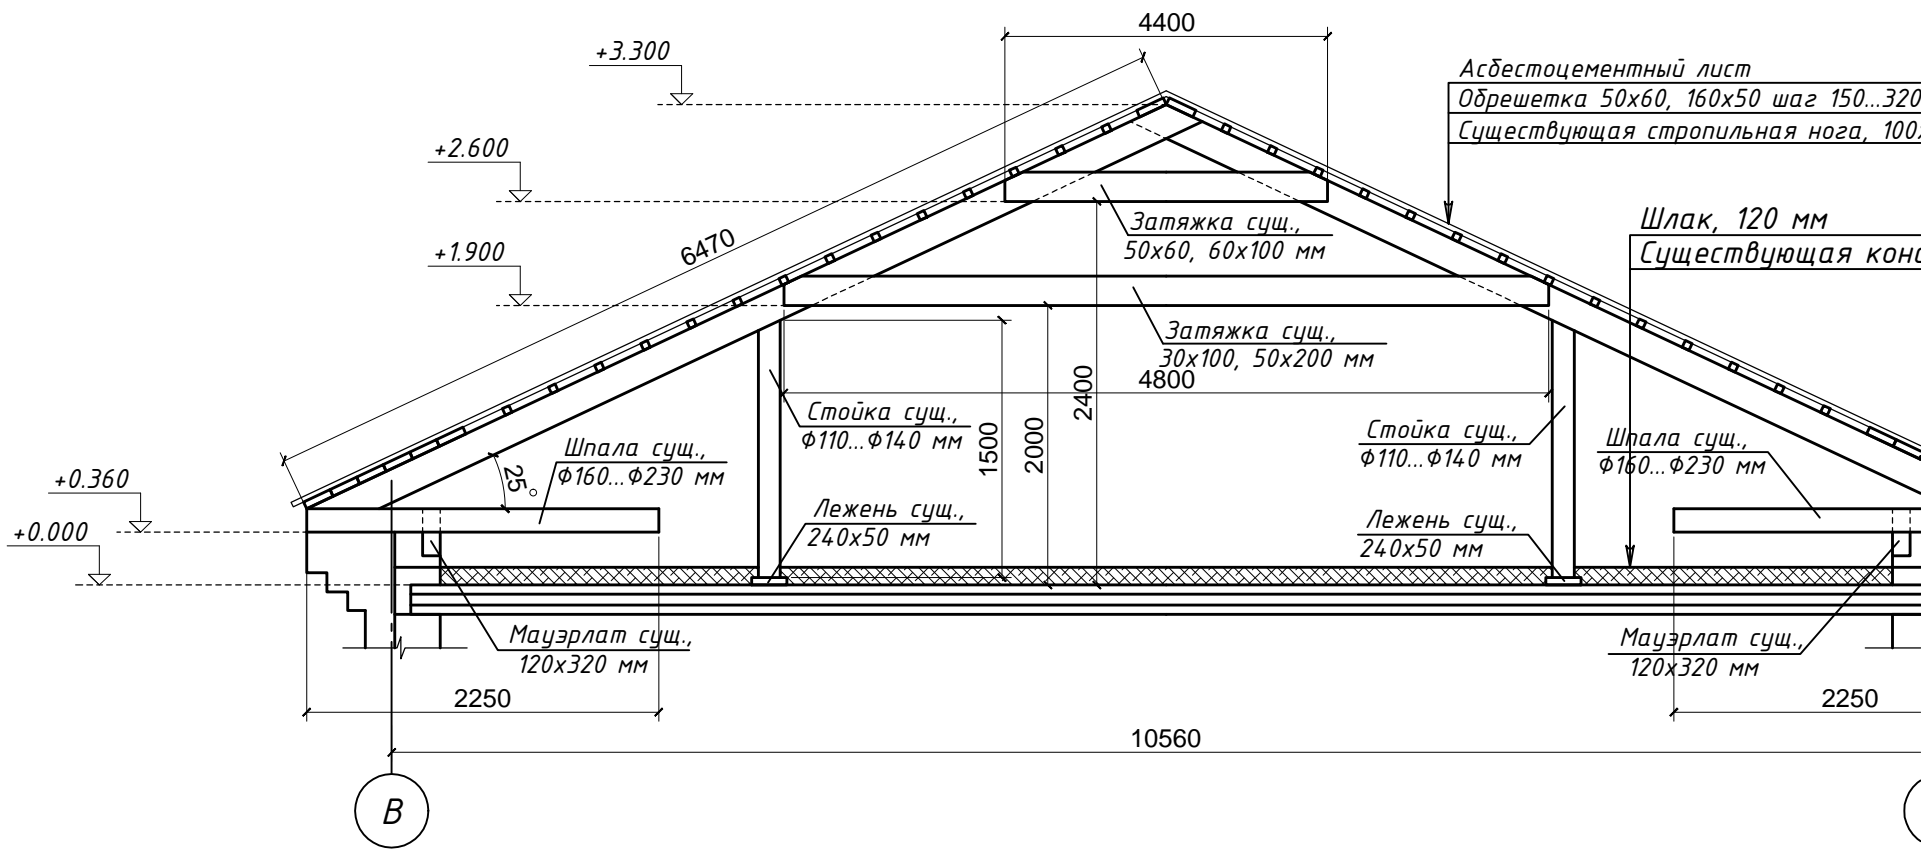 4400
+3.300
Асбестоцементный лист
Обрешетка 50х60, 160х50 шаг 150...320
Существующая стропильная нога,
+2.600
6470
Затяжка сущ.,
50х60, 60х100 мм
Шлак, 120 мм
Существующая
+1.900
Затяжка сущ.,
30х100, 50х200 мм
4800
2400
2000
1500
Стойка сущ.,
Ф110...Ф140 мм
Стойка сущ.,
Ф110...Ф140 мм
Шпала сущ.,
Ф160...Ф230 мм
Шпала сущ.,
Ф160...Ф230 мм
25°
+0.360
+0.000
Лежень сущ.,
240х50 мм
Лежень сущ.,
240х50 мм
Мауэрлат сущ.,
120х320 мм
Мауэрлат сущ.,
120х320 мм
2250
2250
10560
В